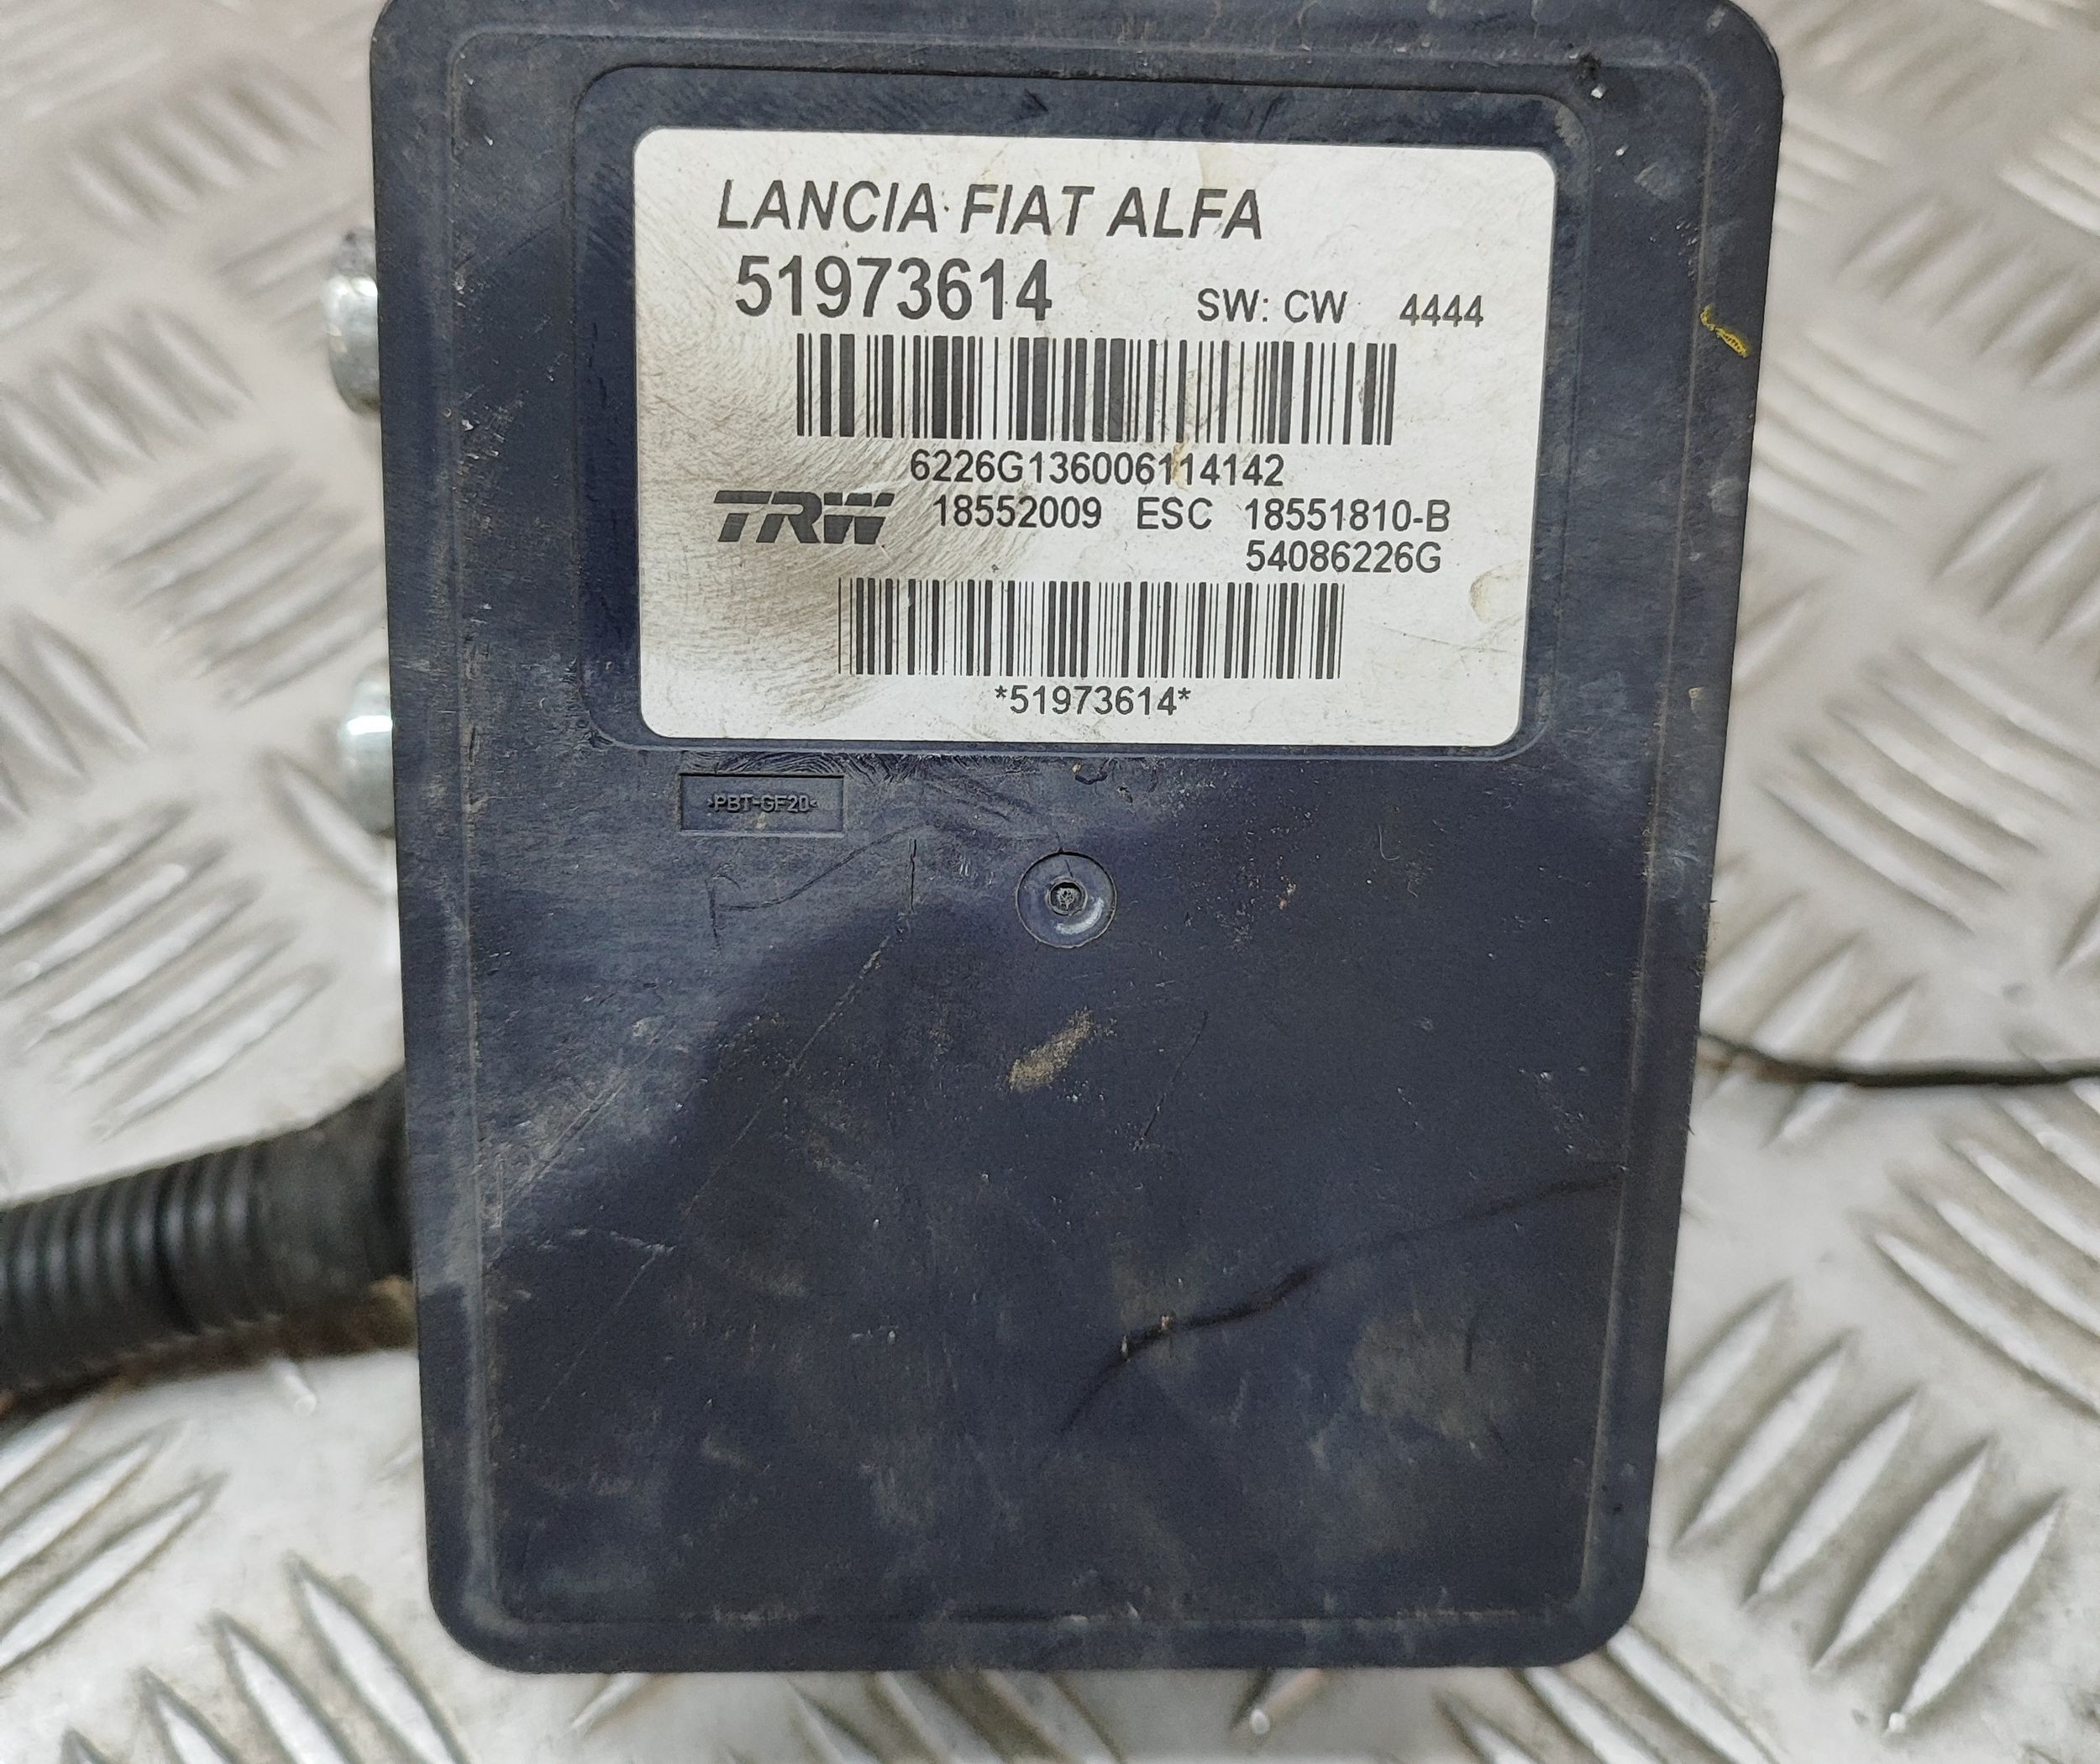 LANCIA FIAT ALFA
51973614 SW: CW 4444
6226G136006114142
TRW 18552009 ESC 18551810-B
54086226G
*51973614*
>PBT-GF20<